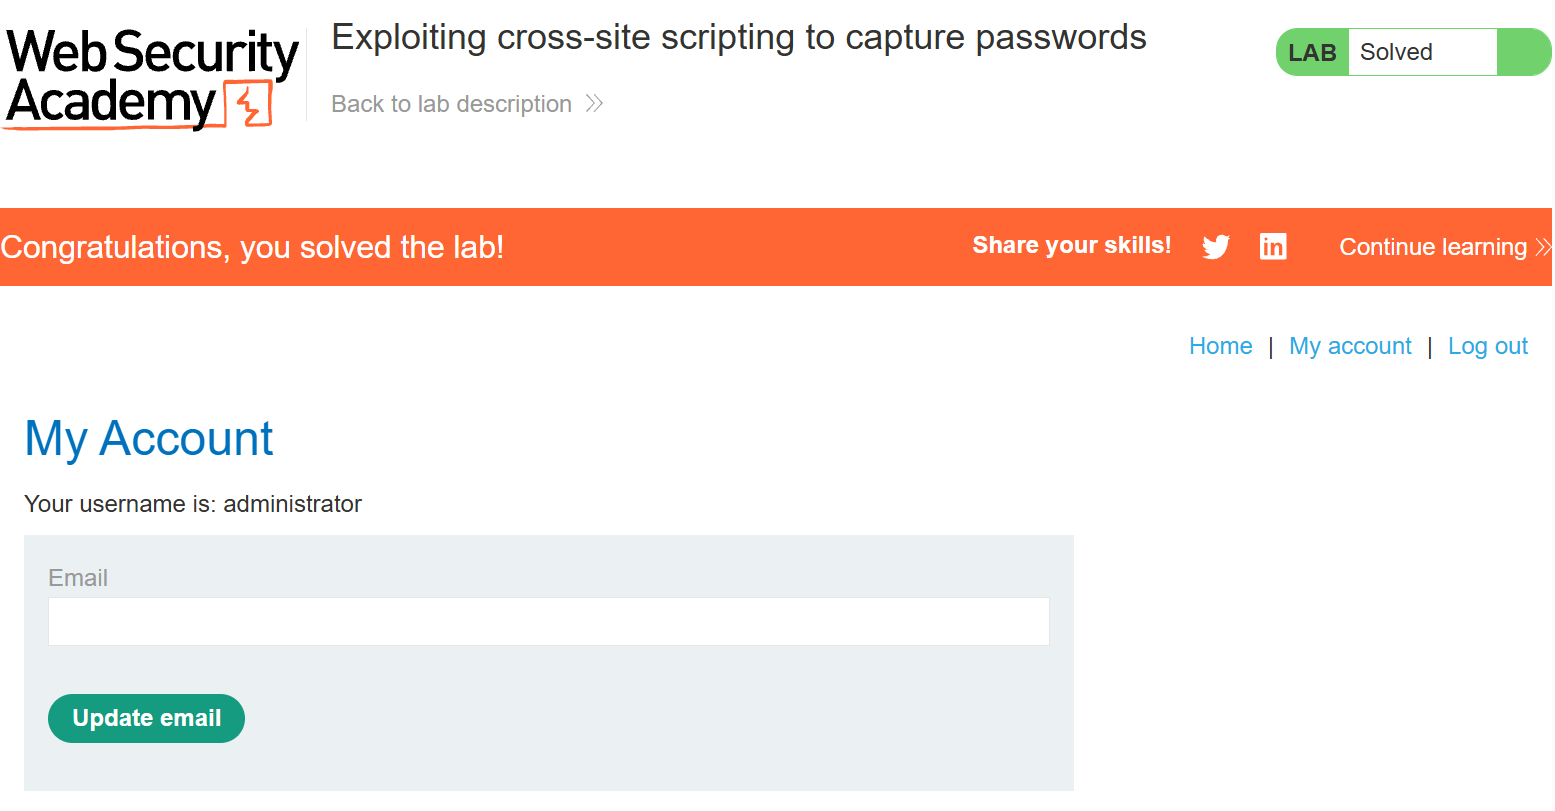 Web Security
Academy
Exploiting cross-site scripting to capture passwords
Back to lab description
LAB Solved
Congratulations, you solved the lab!
Share your skills!
Continue learning
Home | My account | Log out
My Account
Your username is: administrator
Email
Update email